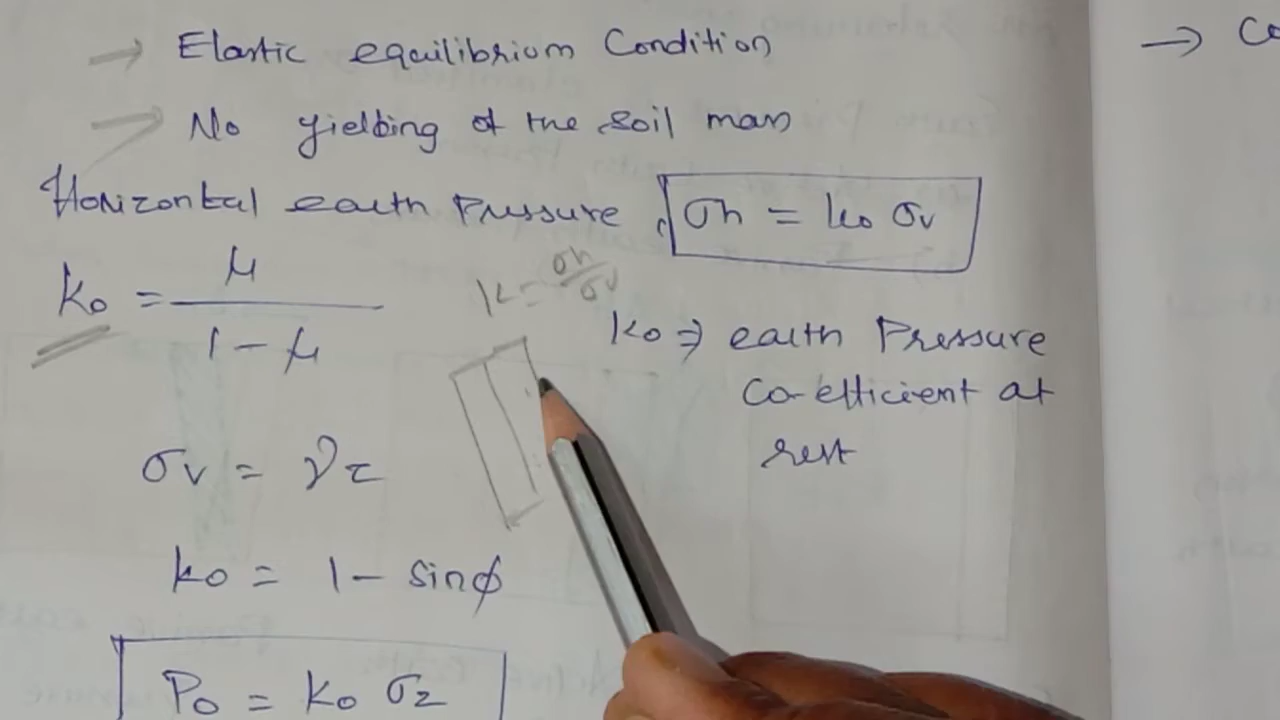 → Elastic equilibrium Condition
→ No yielding of the soil mass
Horizontal earth Pressure, σh = k₀ σv
k₀ = μ / 1 - μ
k = σh/σv
k₀ ⇒ earth Pressure
Co-efficient at
rest
σv = γz
k₀ = 1 - sinϕ
P₀ = k₀ σz
→ Co